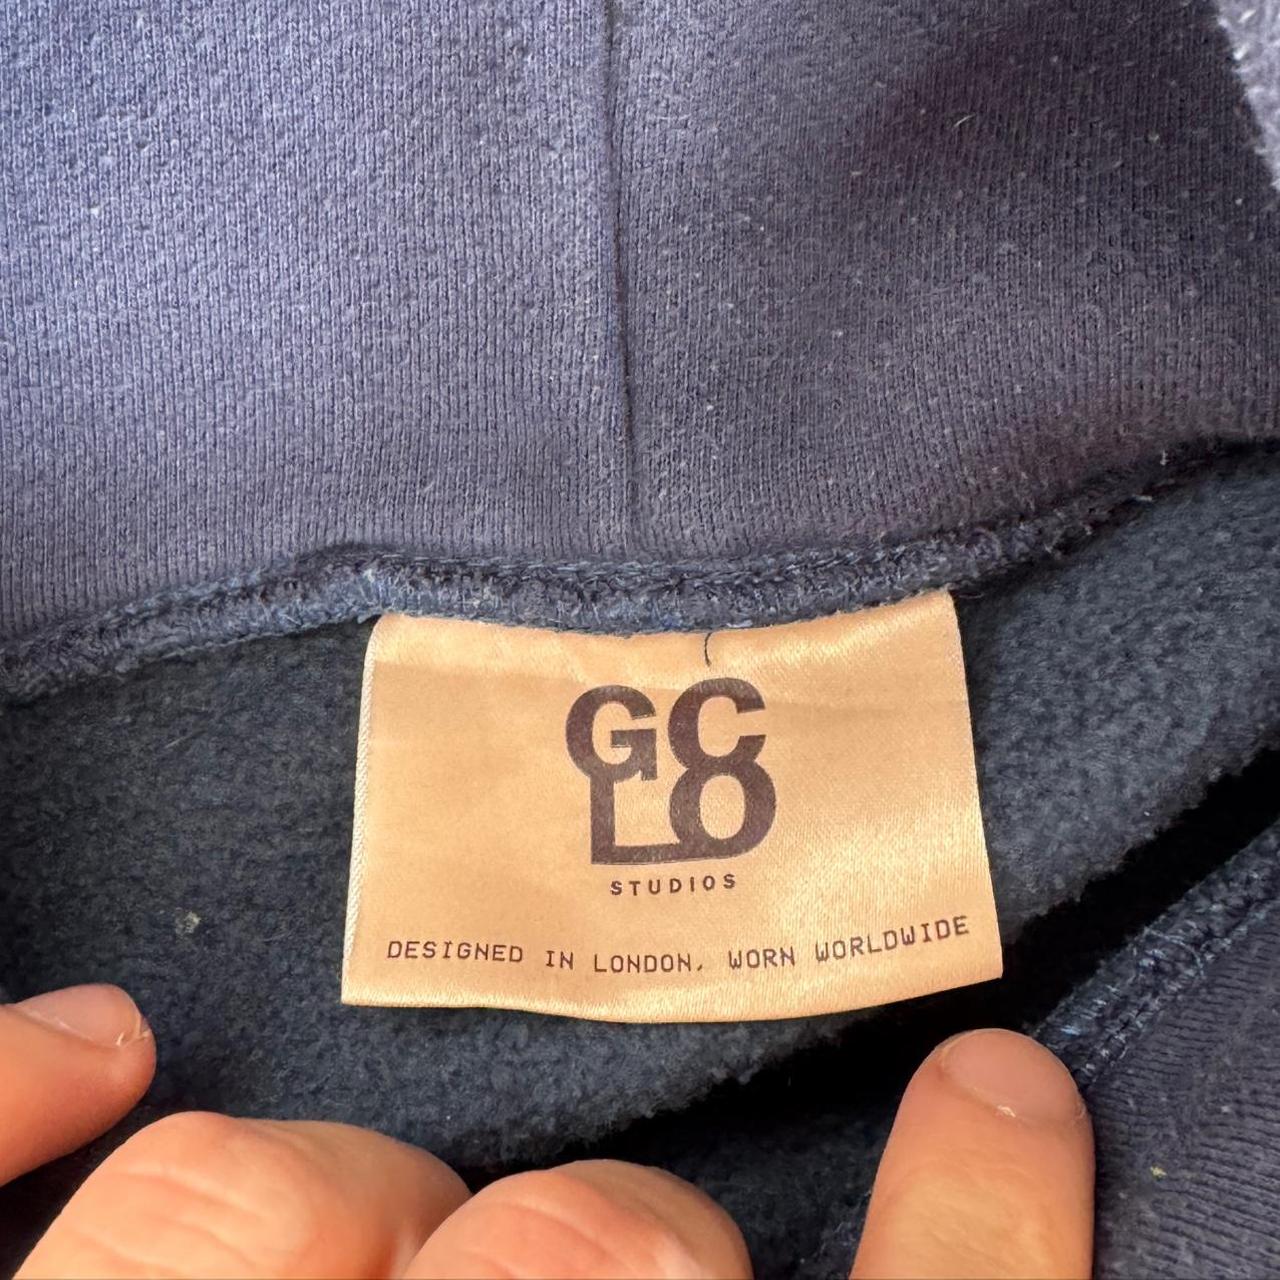 GC
LO
STUDIOS
DESIGNED IN LONDON. WORN WORLDWIDE